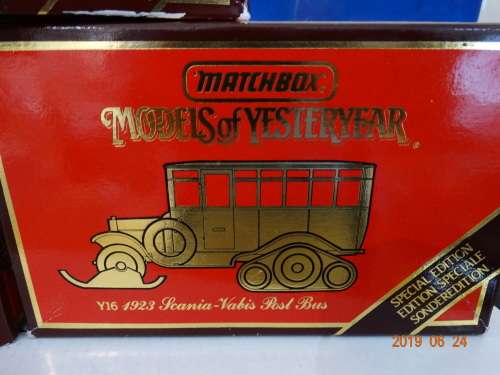 MATCHBOX
MODELS of YESTERYEAR
®
Y16 1923 Scania-Vabis Post Bus
SPECIAL EDITION
EDITION SPECIALE
SONDEREDITION
2019 06 24